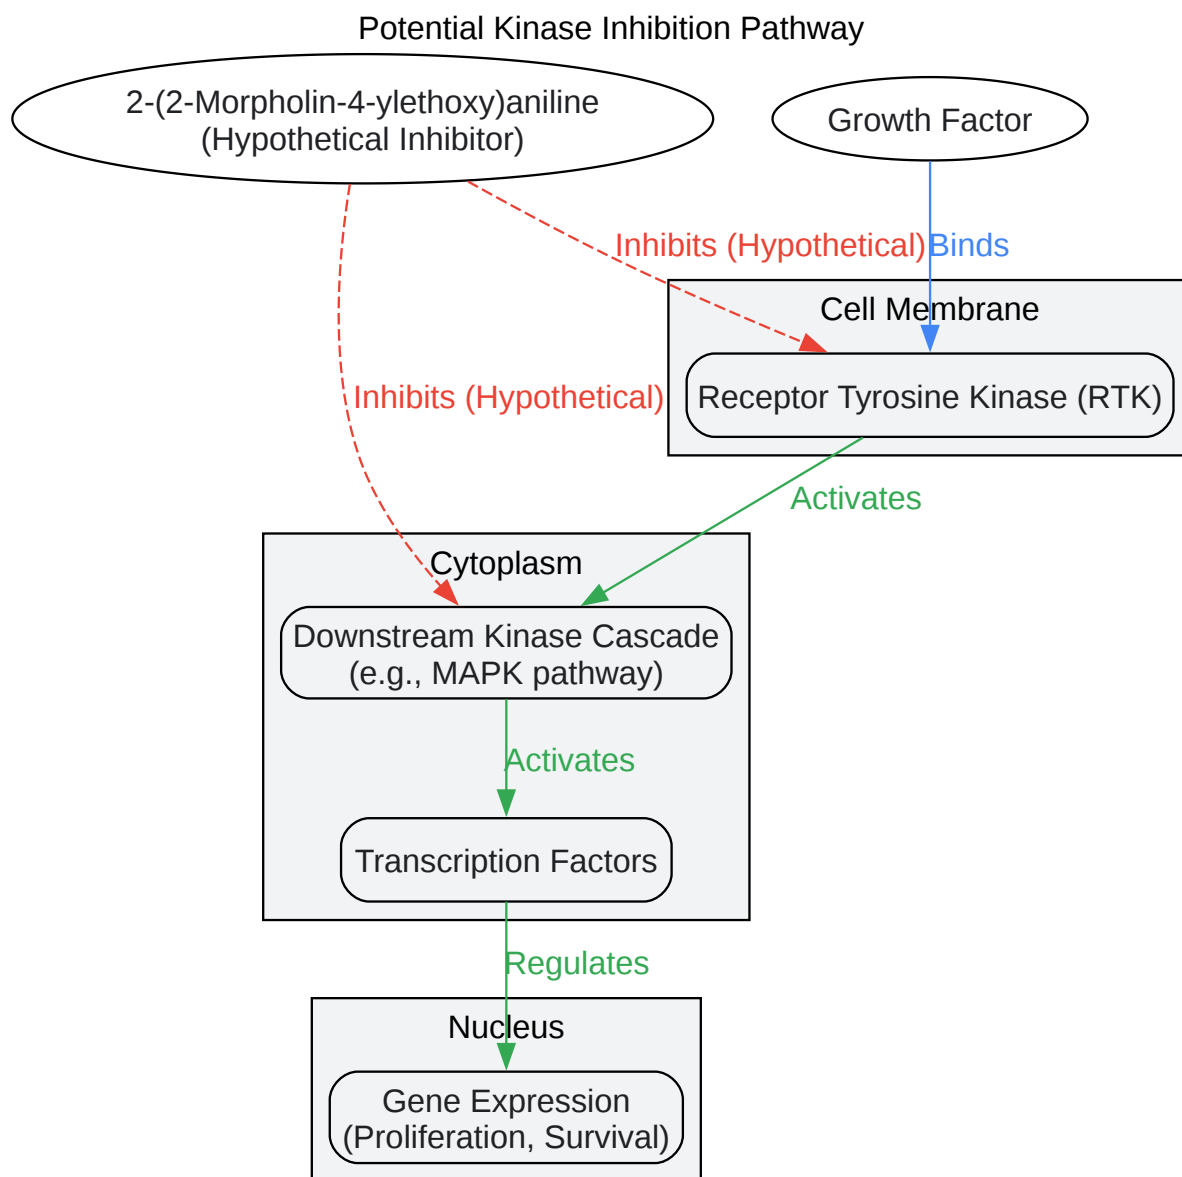 Potential Kinase Inhibition Pathway
2-(2-Morpholin-4-ylethoxy)aniline
(Hypothetical Inhibitor)
Growth Factor
Inhibits (Hypothetical)
Binds
Cell Membrane
Receptor Tyrosine Kinase (RTK)
Inhibits (Hypothetical)
Activates
Cytoplasm
Downstream Kinase Cascade
(e.g., MAPK pathway)
Activates
Transcription Factors
Regulates
Nucleus
Gene Expression
(Proliferation, Survival)